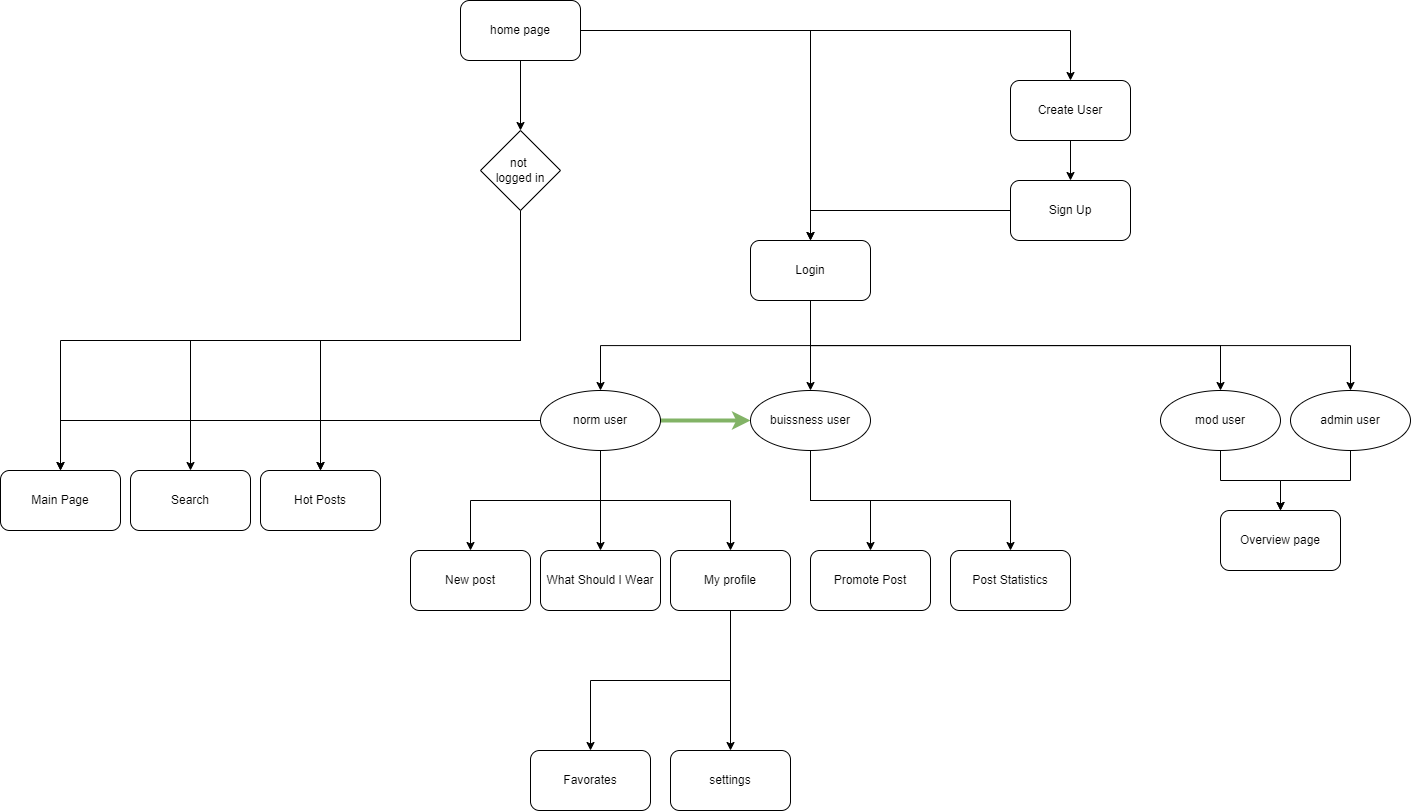 home page
Create User
not
logged in
Sign Up
Login
norm user
buissness user
mod user
admin user
Main Page
Search
Hot Posts
Overview page
New post
What Should I Wear
My profile
Promote Post
Post Statistics
Favorates
settings